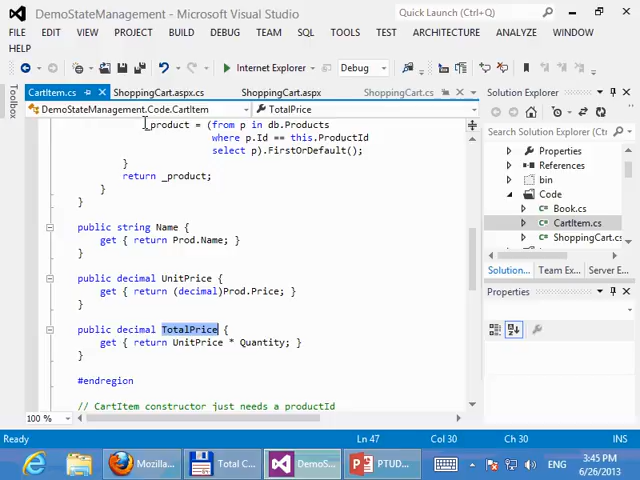 DemoStateManagement - Microsoft Visual Studio
Quick Launch (Ctrl+Q)
FILE EDIT VIEW PROJECT BUILD DEBUG TEAM SQL TOOLS TEST ARCHITECTURE ANALYZE WINDOW
HELP
Internet Explorer Debug
Toolbox
CartItem.cs ShoppingCart.aspx.cs ShoppingCart.aspx ShoppingCart.cs
DemoStateManagement.Code.CartItem TotalPrice
_product = (from p in db.Products
where p.Id == this.ProductId
select p).FirstOrDefault();
}
return _product;
}
}
public string Name {
get { return Prod.Name; }
}
public decimal UnitPrice {
get { return (decimal)Prod.Price; }
}
public decimal TotalPrice {
get { return UnitPrice * Quantity; }
}
#endregion
// CartItem constructor just needs a productId
100 %
Solution Explorer
Search Solution Explorer
Properties
References
bin
Code
Book.cs
CartItem.cs
ShoppingCart.cs
Solution... Team Ex... Server E...
Properties
Ready Ln 47 Col 30 Ch 30 INS
Mozilla... Total C... DemoS... PTUD... ENG 3:45 PM
6/26/2013